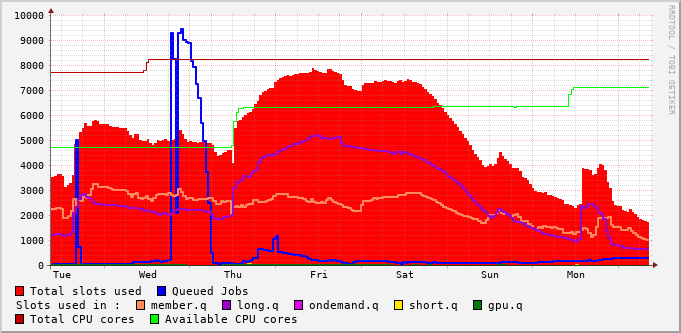 10000
9000
8000
7000
6000
5000
4000
3000
2000
1000
0
Tue Wed Thu Fri Sat Sun Mon
Total slots used Queued Jobs
Slots used in : member.q long.q ondemand.q short.q gpu.q
Total CPU cores Available CPU cores
RRDTOOL / TOBI OETIKER